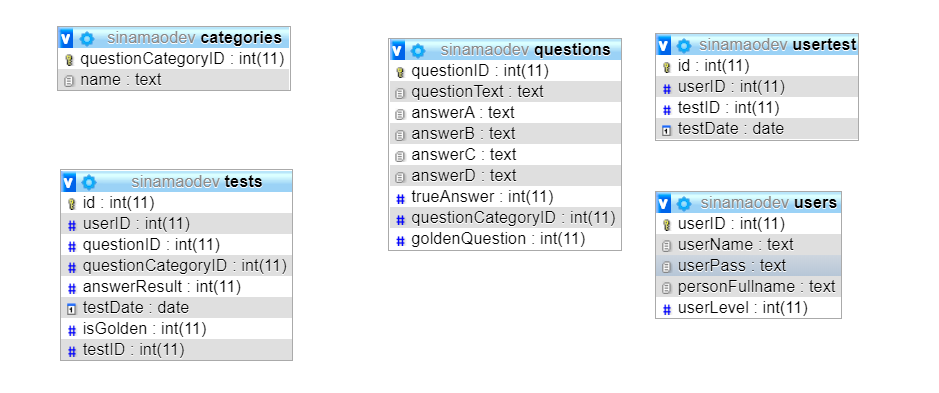 sinamaodev categories
questionCategoryID : int(11)
name : text
sinamaodev tests
id : int(11)
userID : int(11)
questionID : int(11)
questionCategoryID : int(11)
answerResult : int(11)
testDate : date
isGolden : int(11)
testID : int(11)
sinamaodev questions
questionID : int(11)
questionText : text
answerA : text
answerB : text
answerC : text
answerD : text
trueAnswer : int(11)
questionCategoryID : int(11)
goldenQuestion : int(11)
sinamaodev usertest
id : int(11)
userID : int(11)
testID : int(11)
testDate : date
sinamaodev users
userID : int(11)
userName : text
userPass : text
personFullname : text
userLevel : int(11)